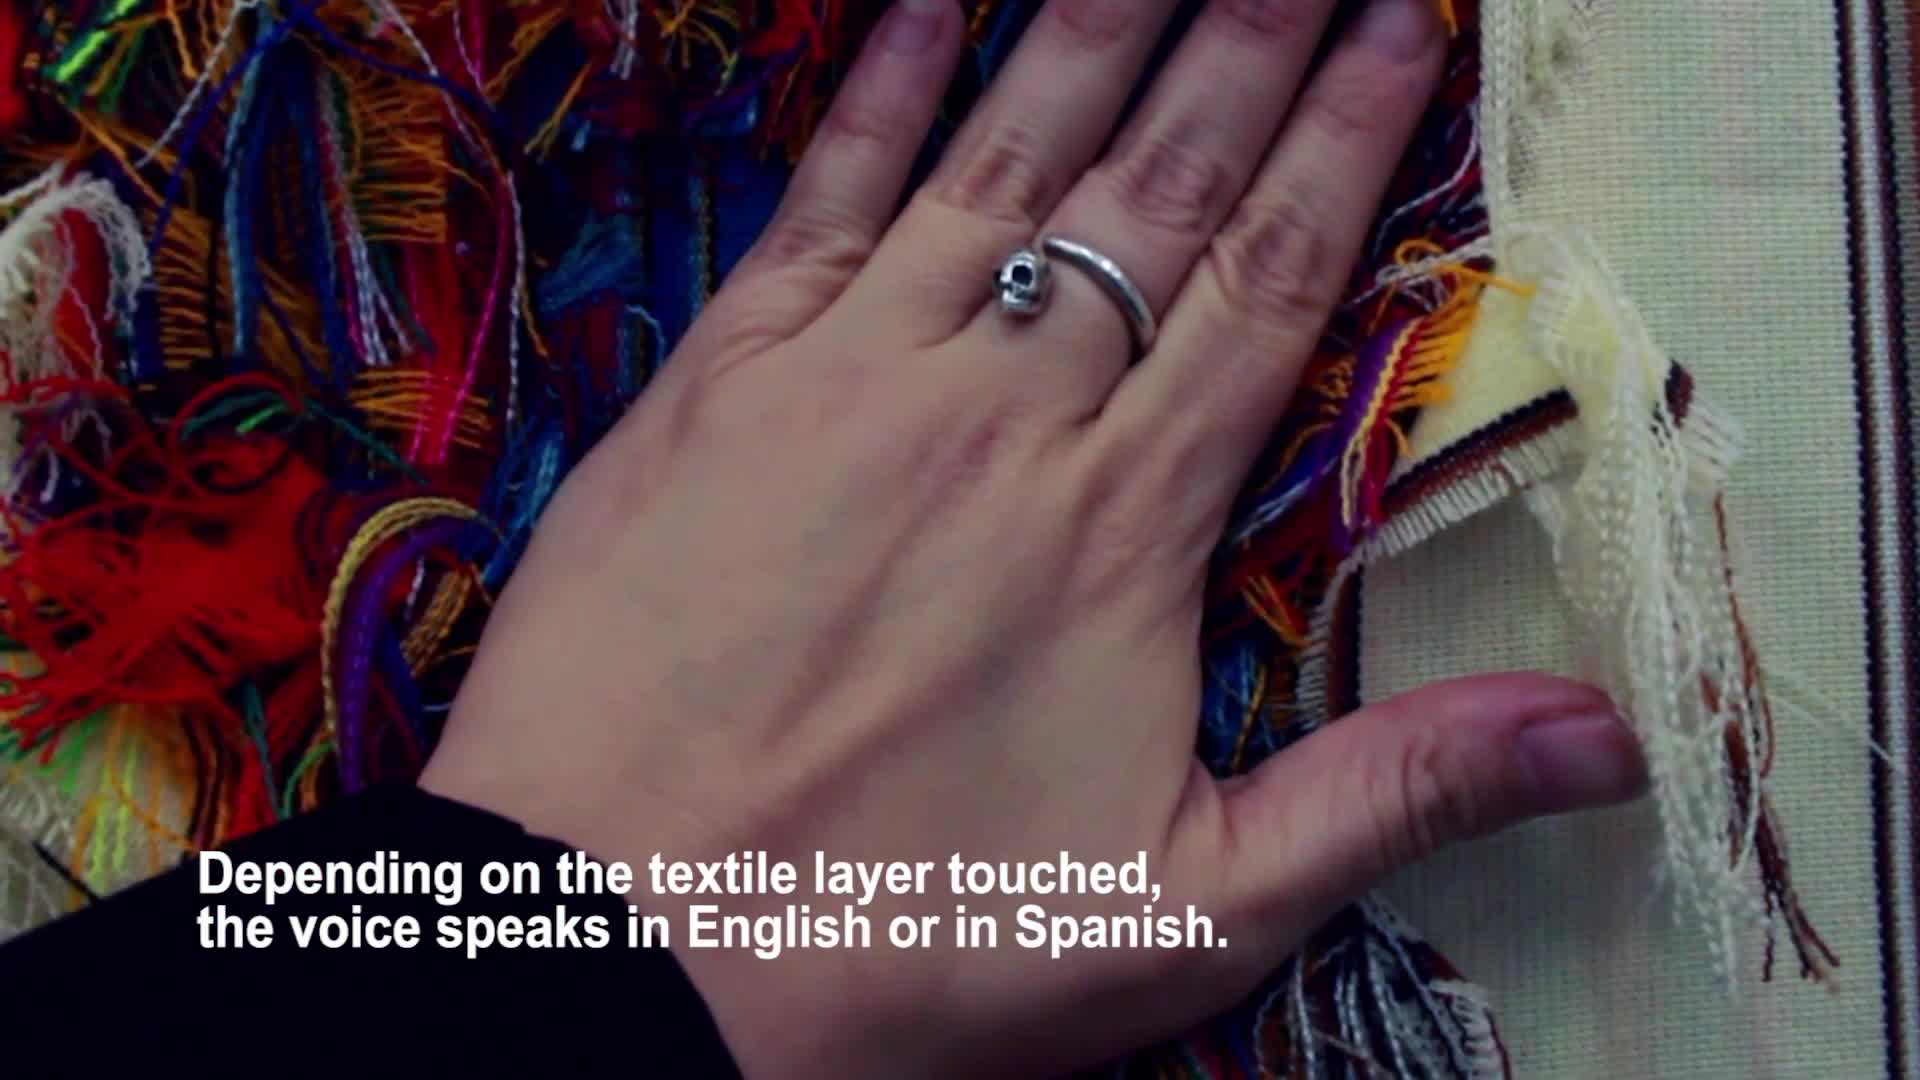 Depending on the textile layer touched,
the voice speaks in English or in Spanish.